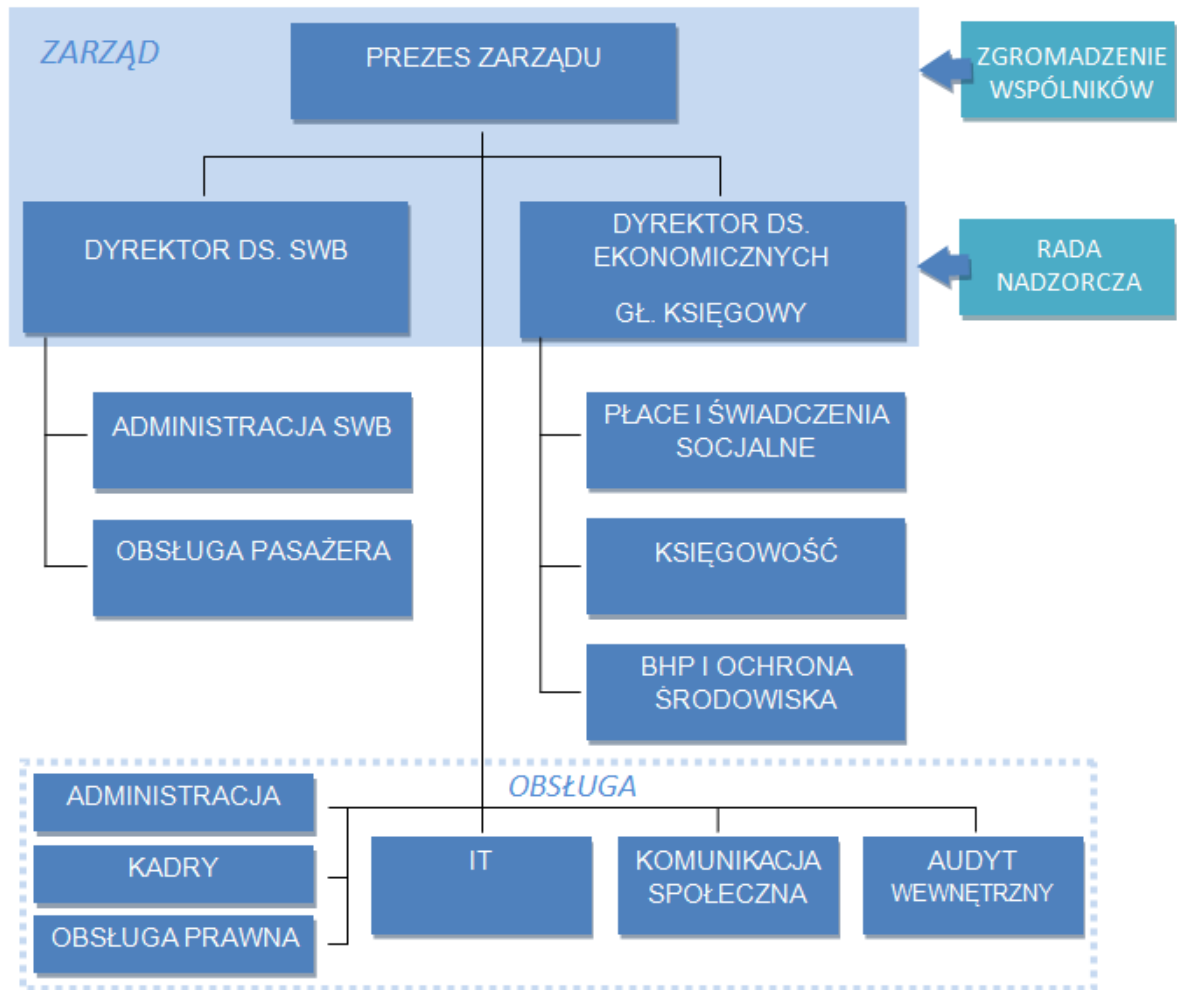 ZARZĄD
PREZES ZARZĄDU
ZGROMADZENIE
WSPÓLNIKÓW
DYREKTOR DS. SWB
DYREKTOR DS.
EKONOMICZNYCH
GŁ. KSIĘGOWY
RADA
NADZORCZA
ADMINISTRACJA SWB
PŁACE I ŚWIADCZENIA
SOCJALNE
OBSŁUGA PASAŻERA
KSIĘGOWOŚĆ
BHP I OCHRONA
ŚRODOWISKA
OBSŁUGA
ADMINISTRACJA
KADRY
OBSŁUGA PRAWNA
IT
KOMUNIKACJA
SPOŁECZNA
AUDYT
WEWNĘTRZNY